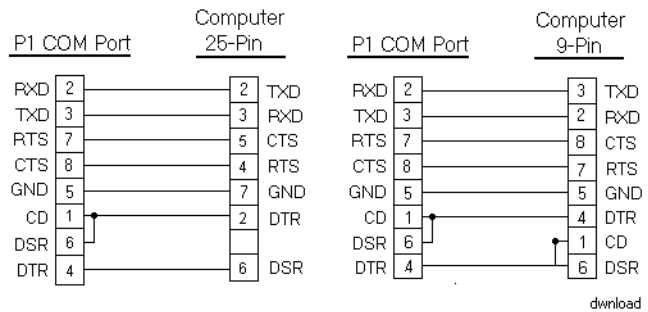 Computer
P1 COM Port 25-Pin
RXD 2 2 TXD
TXD 3 3 RXD
RTS 7 5 CTS
CTS 8 4 RTS
GND 5 7 GND
CD 1 2 DTR
DSR 6
DTR 4 6 DSR
Computer
P1 COM Port 9-Pin
RXD 2 3 TXD
TXD 3 2 RXD
RTS 7 8 CTS
CTS 8 7 RTS
GND 5 5 GND
CD 1 4 DTR
DSR 6 1 CD
DTR 4 6 DSR
dwnload